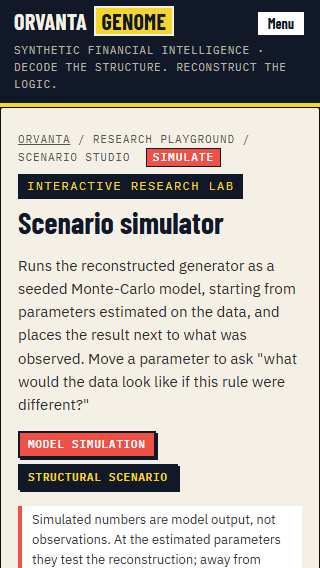 ORVANTA GENOME
Menu
SYNTHETIC FINANCIAL INTELLIGENCE ·
DECODE THE STRUCTURE. RECONSTRUCT THE
LOGIC.
ORVANTA / RESEARCH PLAYGROUND /
SCENARIO STUDIO SIMULATE
INTERACTIVE RESEARCH LAB
Scenario simulator
Runs the reconstructed generator as a
seeded Monte-Carlo model, starting from
parameters estimated on the data, and
places the result next to what was
observed. Move a parameter to ask "what
would the data look like if this rule were
different?"
MODEL SIMULATION
STRUCTURAL SCENARIO
Simulated numbers are model output, not
observations. At the estimated parameters
they test the reconstruction; away from